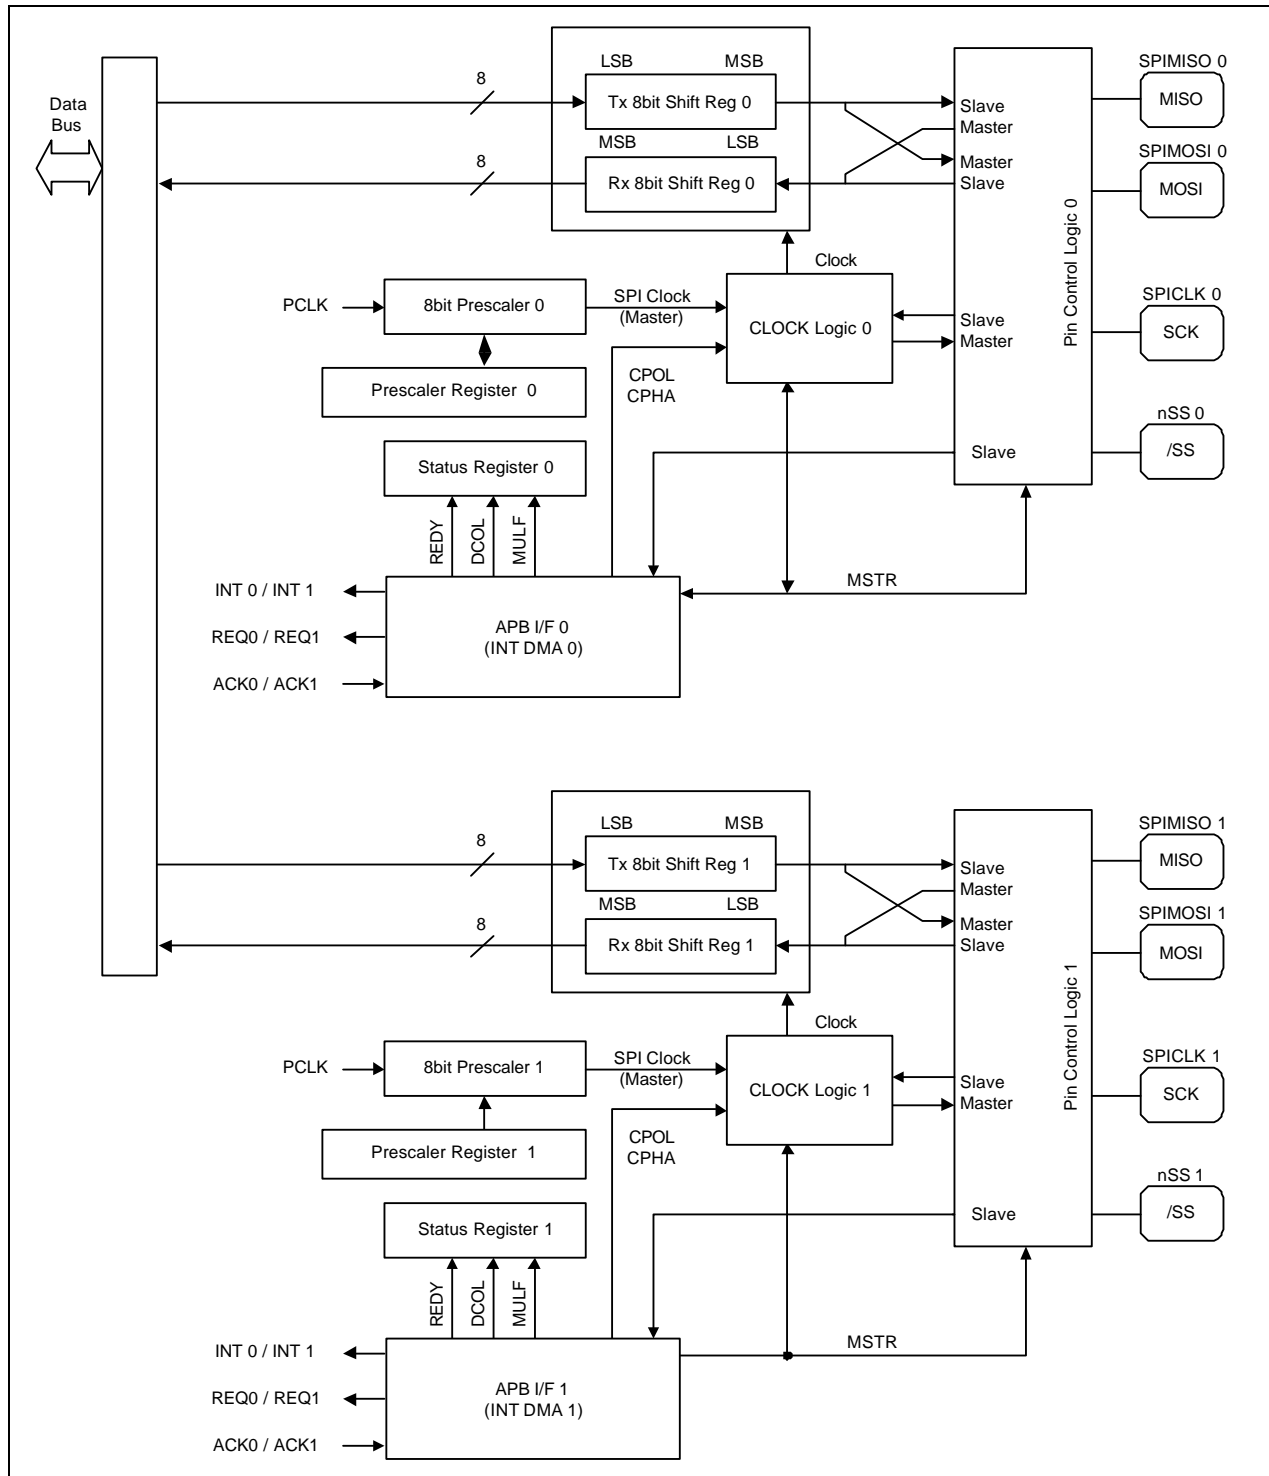 LSB MSB
SPIMISO 0
8
Tx 8bit Shift Reg 0
Slave
MISO
Data
Bus
Master
MSB LSB
SPIMOSI 0
8
Rx 8bit Shift Reg 0
Master
Slave
MOSI
Pin Control Logic 0
Clock
PCLK
8bit Prescaler 0
SPI Clock
(Master)
CLOCK Logic 0
Slave
Master
SPICLK 0
SCK
Prescaler Register 0
CPOL
CPHA
nSS 0
Status Register 0
Slave
/SS
REDY
DCOL
MULF
MSTR
INT 0 / INT 1
REQ0 / REQ1
ACK0 / ACK1
APB I/F 0
(INT DMA 0)
LSB MSB
SPIMISO 1
8
Tx 8bit Shift Reg 1
Slave
MISO
Master
MSB LSB
SPIMOSI 1
8
Rx 8bit Shift Reg 1
Master
Slave
MOSI
Pin Control Logic 1
Clock
PCLK
8bit Prescaler 1
SPI Clock
(Master)
CLOCK Logic 1
Slave
Master
SPICLK 1
SCK
Prescaler Register 1
CPOL
CPHA
nSS 1
Status Register 1
Slave
/SS
REDY
DCOL
MULF
MSTR
INT 0 / INT 1
REQ0 / REQ1
ACK0 / ACK1
APB I/F 1
(INT DMA 1)